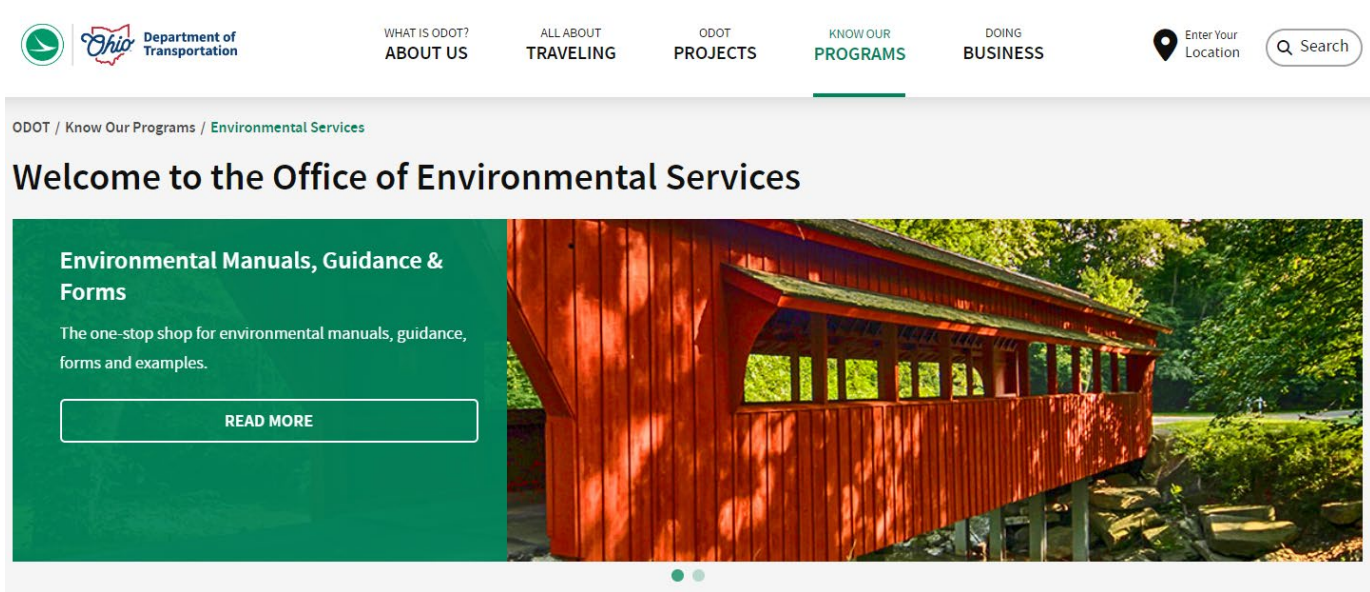 Ohio
Department of
Transportation
WHAT IS ODOT?
ABOUT US
ALL ABOUT
TRAVELING
ODOT
PROJECTS
KNOW OUR
PROGRAMS
DOING
BUSINESS
Enter Your
Location
Search
ODOT / Know Our Programs / Environmental Services
Welcome to the Office of Environmental Services
Environmental Manuals, Guidance &
Forms
The one-stop shop for environmental manuals, guidance,
forms and examples.
READ MORE